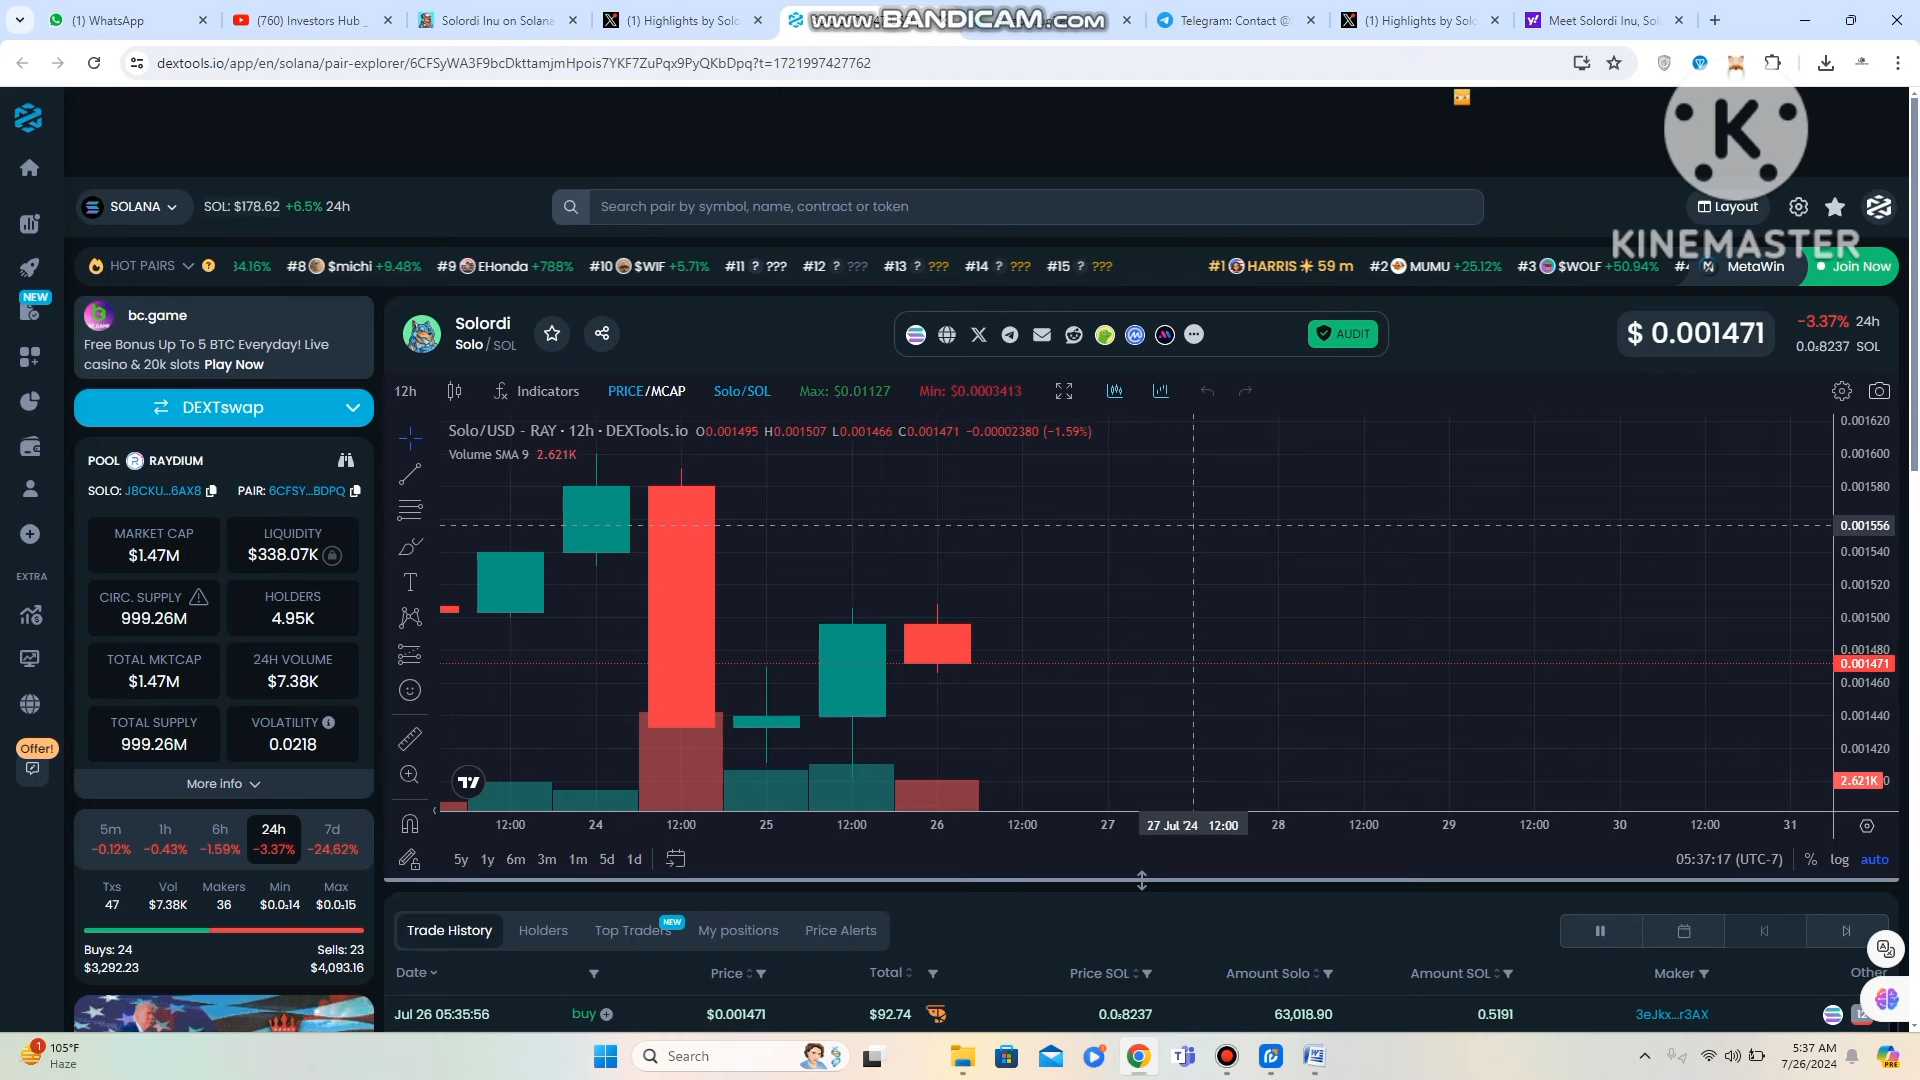 (1) WhatsApp
(760) Investors Hub
Solordi Inu on Solana
(1) Highlights by Solo
www.BANDICAM.com
Telegram: Contact @S
(1) Highlights by Solo
Meet Solordi Inu, Sol
dextools.io/app/en/solana/pair-explorer/6CFSyWA3F9bcDkttamjmHpois7YKF7ZuPqx9PyQKbDpq?t=1721997427762
K
KINEMASTER
SOLANA SOL: $178.62 +6.5% 24h
Search pair by symbol, name, contract or token
Layout
HOT PAIRS ? 34.16% #8 $michi +9.48% #9 EHonda +788% #10 $WIF +5.71% #11 ? ??? #12 ? ??? #13 ? ??? #14 ? ??? #15 ? ??? #1 HARRIS 59 m #2 MUMU +25.12% #3 $WOLF +50.94% #4 MetaWin Join Now
NEW
bc.game
Free Bonus Up To 5 BTC Everyday! Live
casino & 20k slots Play Now
Solordi
Solo / SOL
AUDIT
$ 0.001471
-3.37% 24h
0.0₅8237 SOL
DEXTswap
12h Indicators PRICE/MCAP Solo/SOL Max: $0.01127 Min: $0.0003413
Solo/USD - RAY · 12h · DEXTools.io O0.001495 H0.001507 L0.001466 C0.001471 -0.00002380 (-1.59%)
Volume SMA 9 2.621K
POOL RAYDIUM
SOLO: J8CKU...6AX8 PAIR: 6CFSY...BDPQ
MARKET CAP
$1.47M
LIQUIDITY
$338.07K
CIRC. SUPPLY
999.26M
HOLDERS
4.95K
TOTAL MKTCAP
$1.47M
24H VOLUME
$7.38K
TOTAL SUPPLY
999.26M
VOLATILITY
0.0218
More info
EXTRA
Offer!
0.001620
0.001600
0.001580
0.001556
0.001540
0.001520
0.001500
0.001480
0.001471
0.001460
0.001440
0.001420
2.621K
12:00 24 12:00 25 12:00 26 12:00 27 27 Jul '24 12:00 28 12:00 29 12:00 30 12:00 31
5y 1y 6m 3m 1m 5d 1d
05:37:17 (UTC-7) % log auto
5m 1h 6h 24h 7d
-0.12% -0.43% -1.59% -3.37% -24.62%
Txs Vol Makers Min Max
47 $7.38K 36 $0.0₂14 $0.0₂15
Buys: 24 Sells: 23
$3,292.23 $4,093.16
Trade History Holders Top Traders NEW My positions Price Alerts
Date Price Total Price SOL Amount Solo Amount SOL Maker Other
Jul 26 05:35:56 buy $0.001471 $92.74 0.0₅8237 63,018.90 0.5191 3eJkx...r3AX 12
1
105°F
Haze
Search
5:37 AM
7/26/2024
PRE